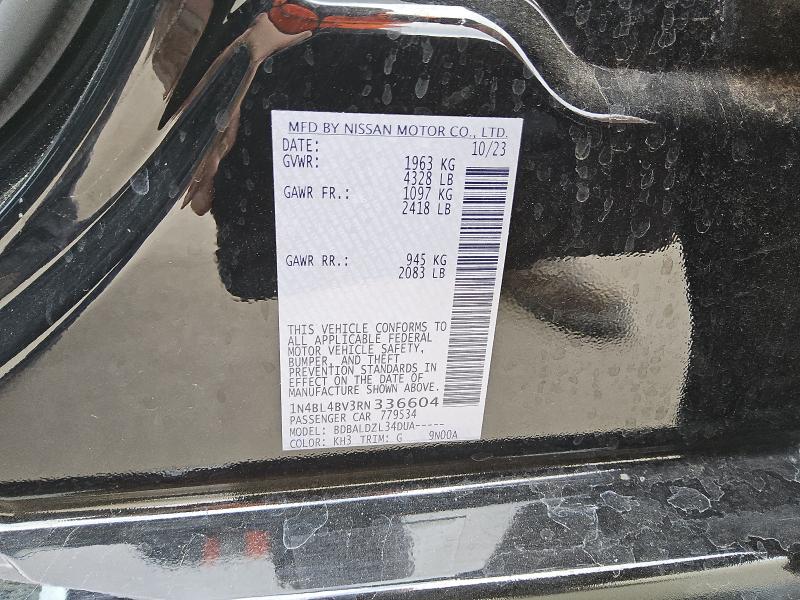 MFD BY NISSAN MOTOR CO., LTD.
DATE: 10/23
GVWR: 1963 KG
4328 LB
GAWR FR.: 1097 KG
2418 LB
GAWR RR.: 945 KG
2083 LB
THIS VEHICLE CONFORMS TO
ALL APPLICABLE FEDERAL
MOTOR VEHICLE SAFETY,
BUMPER, AND THEFT
PREVENTION STANDARDS IN
EFFECT ON THE DATE OF
MANUFACTURE SHOWN ABOVE.
1N4BL4BV3RN336604
PASSENGER CAR 779534
MODEL: BDBALDZL34DUA-----
COLOR: KH3 TRIM: G 9N00A